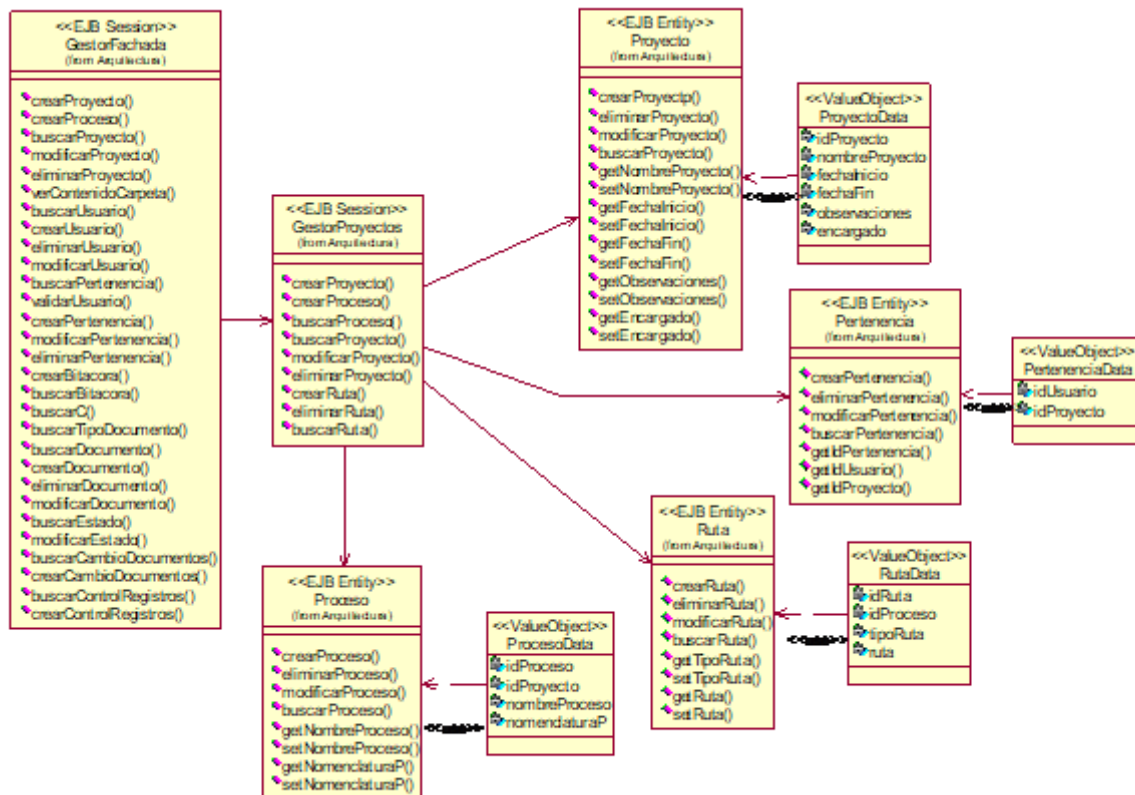 <<EJB Session>>
GestorFachada
(from Arquitectura)
crearProyecto()
crearProceso()
buscarProyecto()
modificarProyecto()
eliminarProyecto()
verContenidoCarpeta()
buscarUsuario()
crearUsuario()
eliminarUsuario()
modificarUsuario()
buscarPertenencia()
validarUsuario()
crearPertenencia()
modificarPertenencia()
eliminarPertenencia()
crearBitacora()
buscarBitacora()
buscarC()
buscarTipoDocumento()
buscarDocumento()
crearDocumento()
eliminarDocumento()
modificarDocumento()
buscarEstado()
modificarEstado()
buscarCambioDocumentos()
crearCambioDocumentos()
buscarControlRegistros()
crearControlRegistros()
<<EJB Session>>
GestorProyectos
(from Arquitectura)
crearProyecto()
crearProceso()
buscarProceso()
buscarProyecto()
modificarProyecto()
eliminarProyecto()
crearRuta()
eliminarRuta()
buscarRuta()
<<EJB Entity>>
Proyecto
(from Arquitectura)
crearProyectp()
eliminarProyecto()
modificarProyecto()
buscarProyecto()
getNombreProyecto()
setNombreProyecto()
getFechaInicio()
setFechaInicio()
getFechaFin()
setFechaFin()
getObservaciones()
setObservaciones()
getEncargado()
setEncargado()
<<ValueObject>>
ProyectoData
idProyecto
nombreProyecto
fechaInicio
fechaFin
observaciones
encargado
<<EJB Entity>>
Pertenencia
(from Arquitectura)
crearPertenencia()
eliminarPertenencia()
modificarPertenencia()
buscarPertenencia()
getIdPertenencia()
getIdUsuario()
getIdProyecto()
<<ValueObject>>
PertenenciaData
idUsuario
idProyecto
<<EJB Entity>>
Ruta
(from Arquitectura)
crearRuta()
eliminarRuta()
modificarRuta()
buscarRuta()
getTipoRuta()
setTipoRuta()
getRuta()
setRuta()
<<ValueObject>>
RutaData
idRuta
idProceso
tipoRuta
ruta
<<EJB Entity>>
Proceso
(from Arquitectura)
crearProceso()
eliminarProceso()
modificarProceso()
buscarProceso()
getNombreProceso()
setNombreProceso()
getNomenclaturaP()
setNomenclaturaP()
<<ValueObject>>
ProcesoData
idProceso
idProyecto
nombreProceso
nomenclaturaP